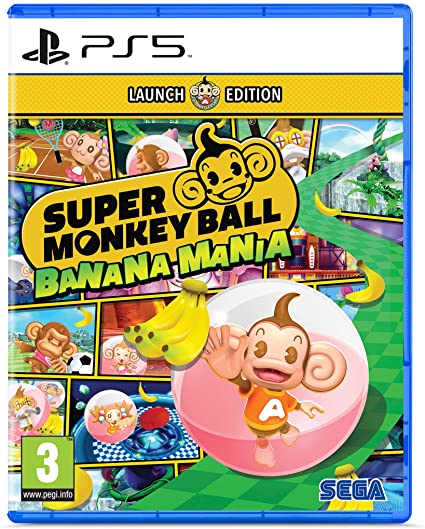 PS5
LAUNCH EDITION
SUPER
MONKEY BALL
BANANA MANIA
A
3
www.pegi.info
SEGA